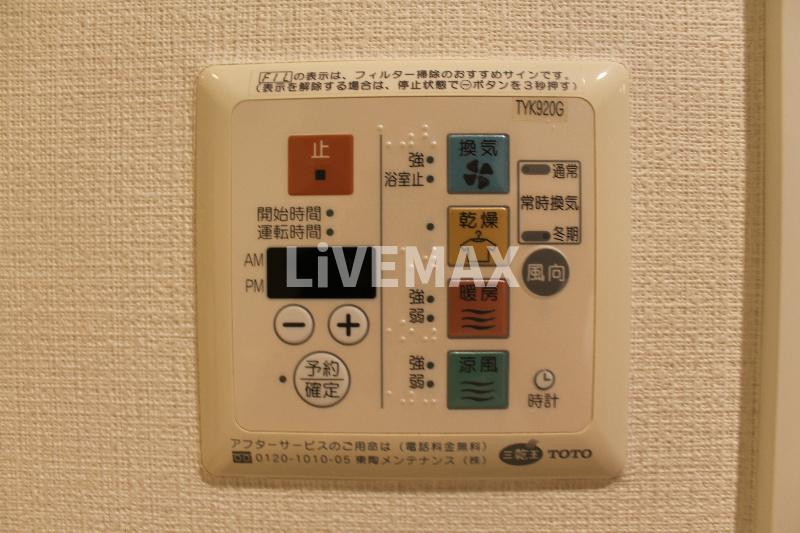 FIL の表示は、フィルター掃除のおすすめサインです。
(表示を解除する場合は、停止状態で⊖ボタンを3秒押す)
TYK920G
止
強
浴室止
換気
通常
常時換気
冬期
開始時間
運転時間
乾燥
AM
PM
LiVEMAX
風向
強
弱
暖房
予約
確定
強
弱
涼風
時計
アフターサービスのご用命は(電話料金無料)
0120-1010-05 東陶メンテナンス(株)
三乾王 TOTO